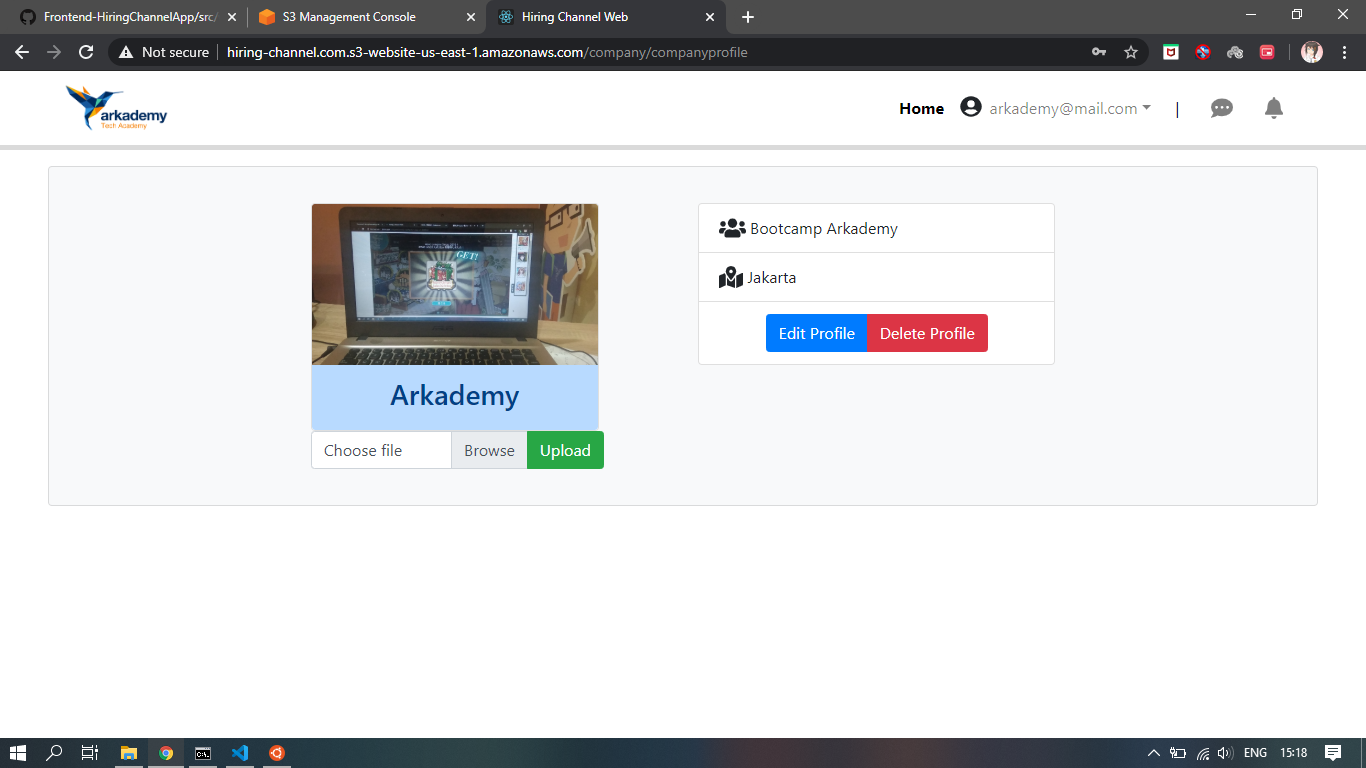 Frontend-HiringChannelApp/src/
S3 Management Console
Hiring Channel Web
Not secure
hiring-channel.com.s3-website-us-east-1.amazonaws.com/company/companyprofile
arkademy
Tech Academy
Home
arkademy@mail.com
|
GET!
Arkademy
Choose file
Browse
Upload
Bootcamp Arkademy
Jakarta
Edit Profile
Delete Profile
ENG
15:18